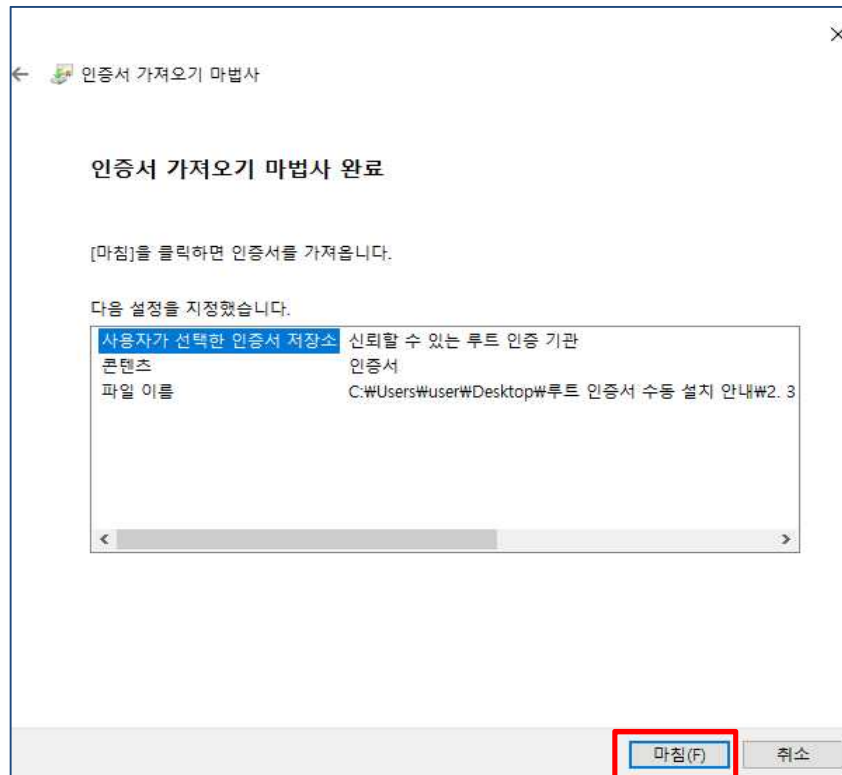 인증서 가져오기 마법사
인증서 가져오기 마법사 완료
[마침]을 클릭하면 인증서를 가져옵니다.
다음 설정을 지정했습니다.
사용자가 선택한 인증서 저장소 신뢰할 수 있는 루트 인증 기관
콘텐츠 인증서
파일 이름 C:₩Users₩user₩Desktop₩루트 인증서 수동 설치 안내₩2. 3
마침(F) 취소